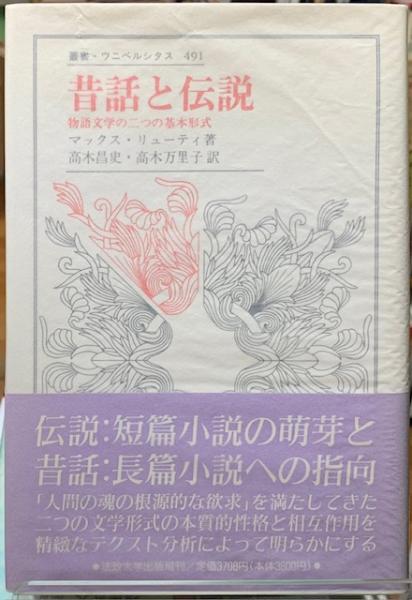 叢書・ウニベルシタス 491
昔話と伝説
物語文学の二つの基本形式
マックス・リューティ著
高木昌史・高木万里子訳
伝説:短篇小説の萌芽と
昔話:長篇小説への指向
「人間の魂の根源的な欲求」を満たしてきた
二つの文学形式の本質的性格と相互作用を
精緻なテクスト分析によって明らかにする
●法政大学出版局刊/定価3708円(本体3600円)●